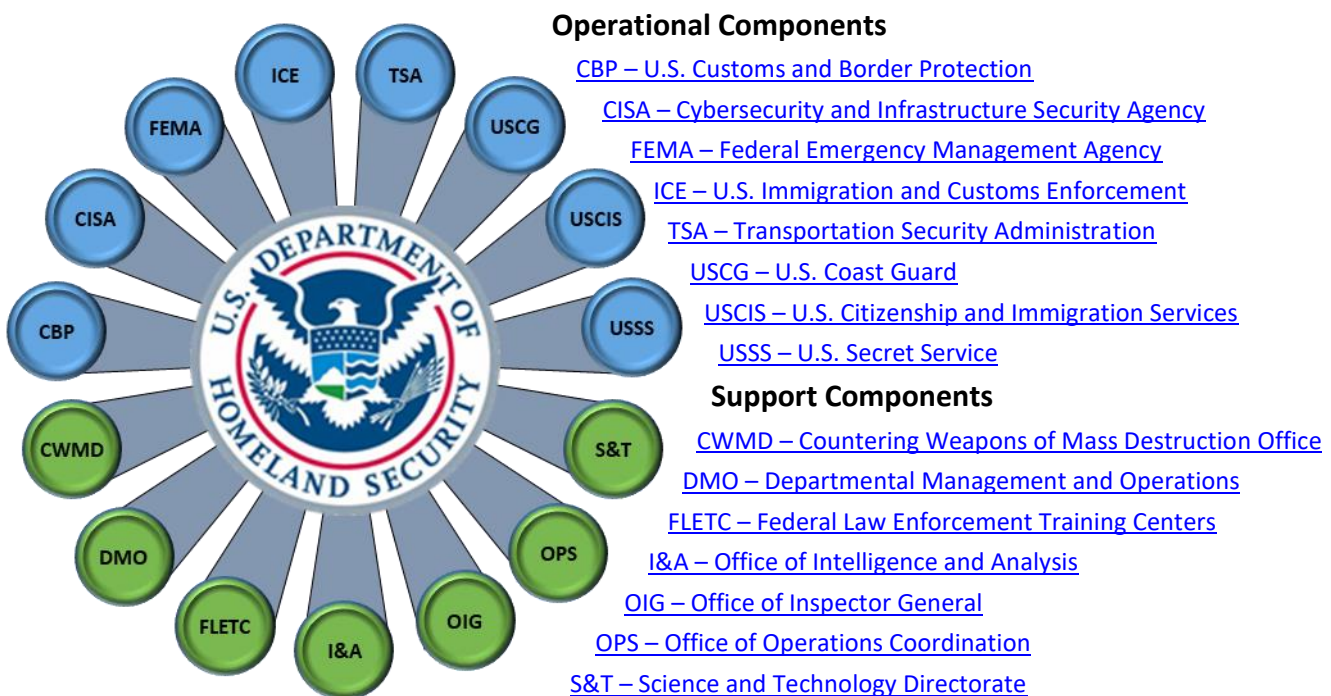 Operational Components
CBP – U.S. Customs and Border Protection
CISA – Cybersecurity and Infrastructure Security Agency
FEMA – Federal Emergency Management Agency
ICE – U.S. Immigration and Customs Enforcement
TSA – Transportation Security Administration
USCG – U.S. Coast Guard
USCIS – U.S. Citizenship and Immigration Services
USSS – U.S. Secret Service
Support Components
CWMD – Countering Weapons of Mass Destruction Office
DMO – Departmental Management and Operations
FLETC – Federal Law Enforcement Training Centers
I&A – Office of Intelligence and Analysis
OIG – Office of Inspector General
OPS – Office of Operations Coordination
S&T – Science and Technology Directorate
CBP
CISA
FEMA
ICE
TSA
USCG
USCIS
USSS
S&T
OPS
OIG
I&A
FLETC
DMO
CWMD
U.S. DEPARTMENT OF
HOMELAND SECURITY